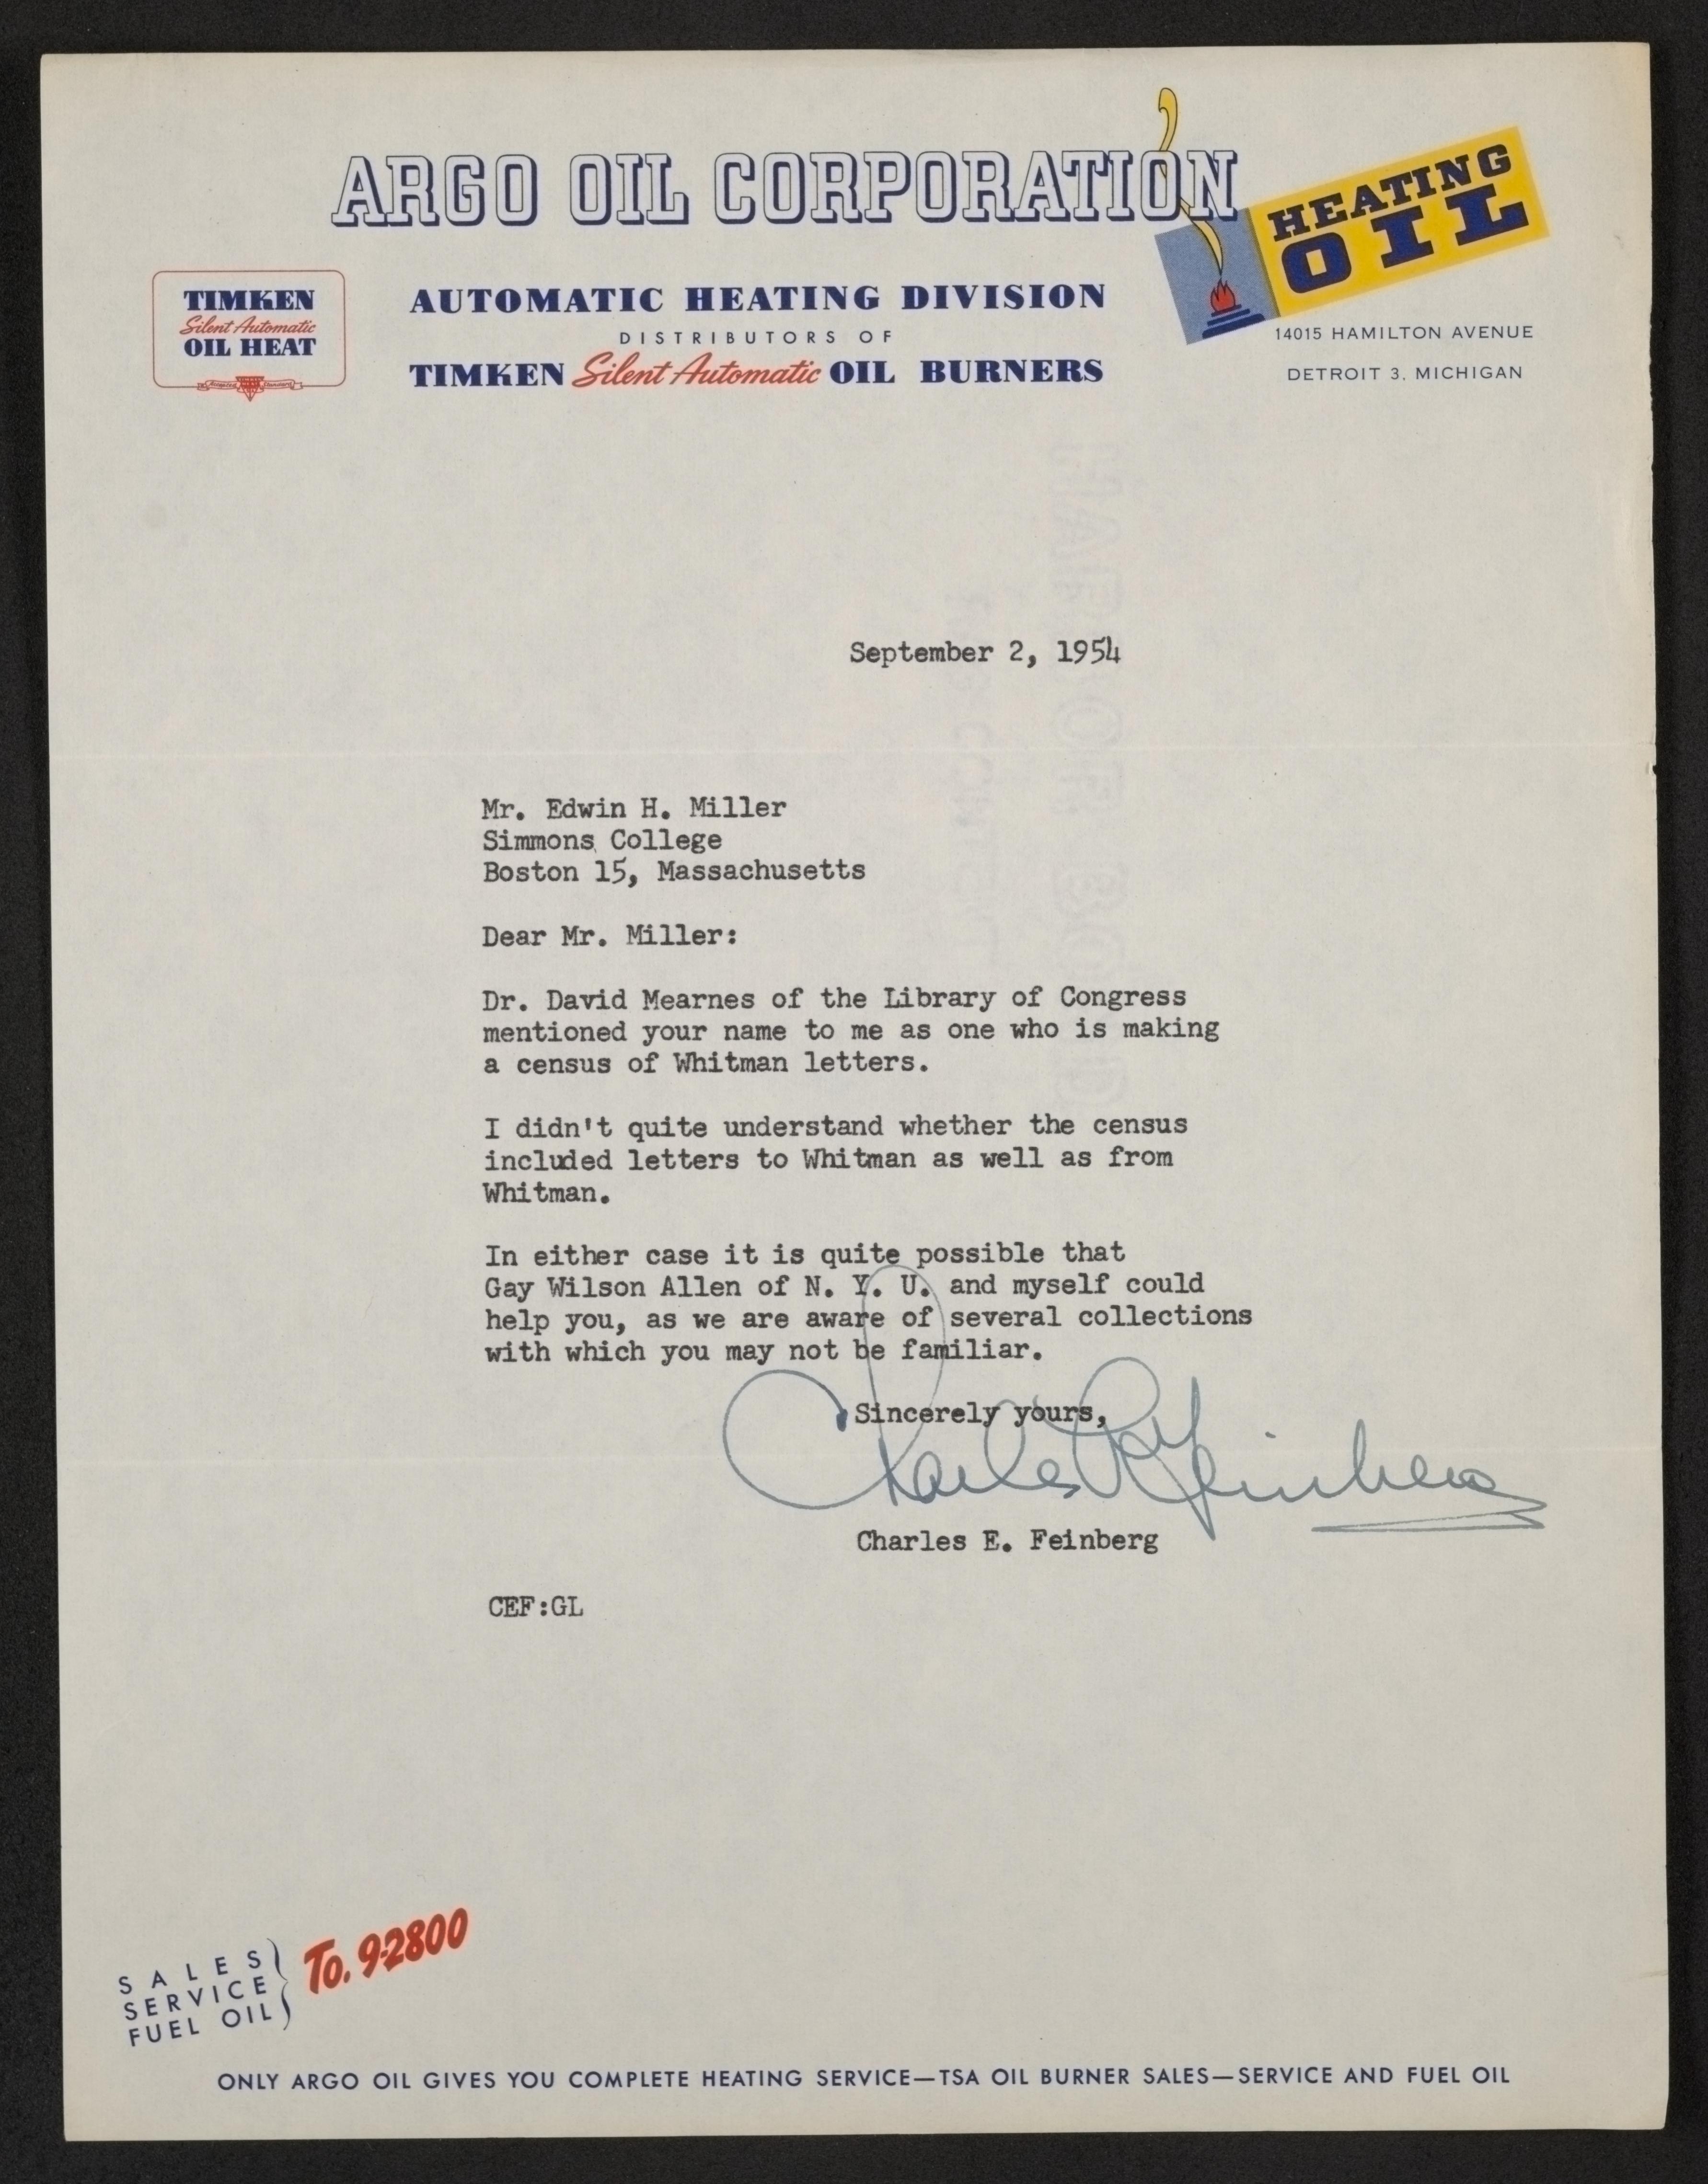 ARGO OIL CORPORATION
HEATING
OIL
TIMKEN
Silent Automatic
OIL HEAT
Accepted Standard
AUTOMATIC HEATING DIVISION
DISTRIBUTORS OF
TIMKEN Silent Automatic OIL BURNERS
14015 HAMILTON AVENUE
DETROIT 3, MICHIGAN
September 2, 1954
Mr. Edwin H. Miller
Simmons College
Boston 15, Massachusetts
Dear Mr. Miller:
Dr. David Mearnes of the Library of Congress
mentioned your name to me as one who is making
a census of Whitman letters.
I didn't quite understand whether the census
included letters to Whitman as well as from
Whitman.
In either case it is quite possible that
Gay Wilson Allen of N. Y. U. and myself could
help you, as we are aware of several collections
with which you may not be familiar.
Sincerely yours,
Charles E Feinberg
Charles E. Feinberg
CEF:GL
SALES
SERVICE
FUEL OIL
To. 9-2800
ONLY ARGO OIL GIVES YOU COMPLETE HEATING SERVICE—TSA OIL BURNER SALES—SERVICE AND FUEL OIL